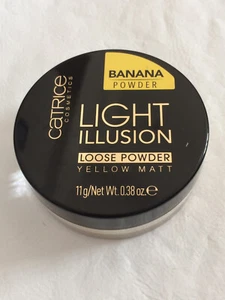 BANANA
POWDER
CATRICE
COSMETICS
LIGHT
ILLUSION
LOOSE POWDER
YELLOW MATT
11g/Net Wt. 0.38 oz.℮